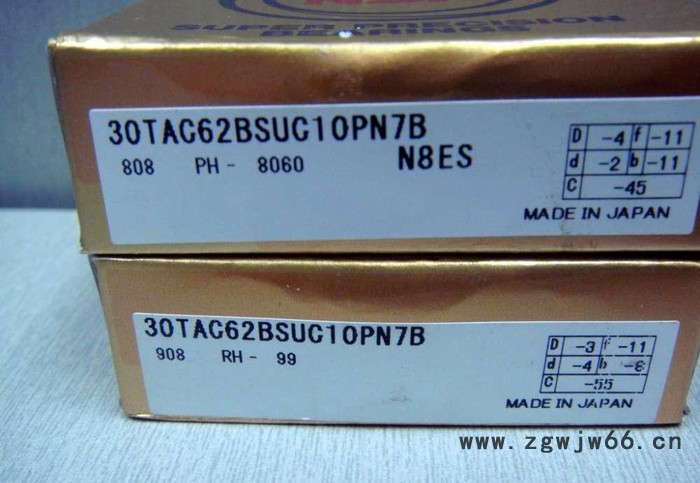 NSK
SUPER PRECISION
BEARINGS
30TAC62BSUC10PN7B
808 PH - 8060 N8ES
D -4 f -11
d -2 b -11
C -45
MADE IN JAPAN
30TAC62BSUC10PN7B
908 RH - 99
D -3 f -11
d -4 b -8
C -55
MADE IN JAPAN
www.zgwjw66.cn